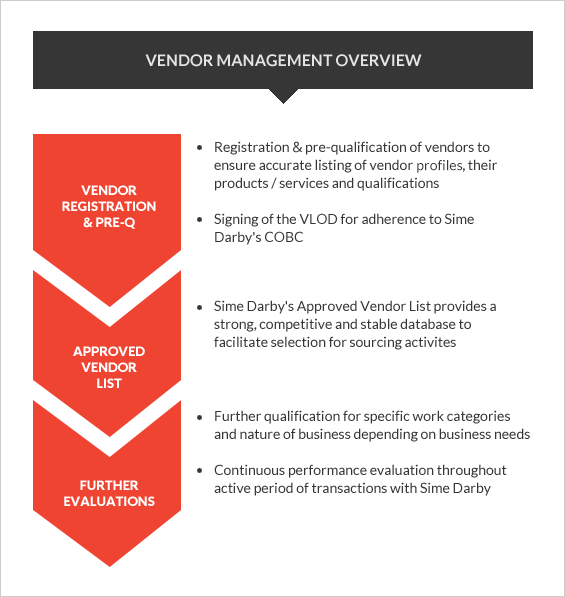 VENDOR MANAGEMENT OVERVIEW
VENDOR
REGISTRATION
& PRE-Q
• Registration & pre-qualification of vendors to
ensure accurate listing of vendor profiles, their
products / services and qualifications
• Signing of the VLOD for adherence to Sime
Darby's COBC
APPROVED
VENDOR
LIST
• Sime Darby's Approved Vendor List provides a
strong, competitive and stable database to
facilitate selection for sourcing activites
FURTHER
EVALUATIONS
• Further qualification for specific work categories
and nature of business depending on business needs
• Continuous performance evaluation throughout
active period of transactions with Sime Darby